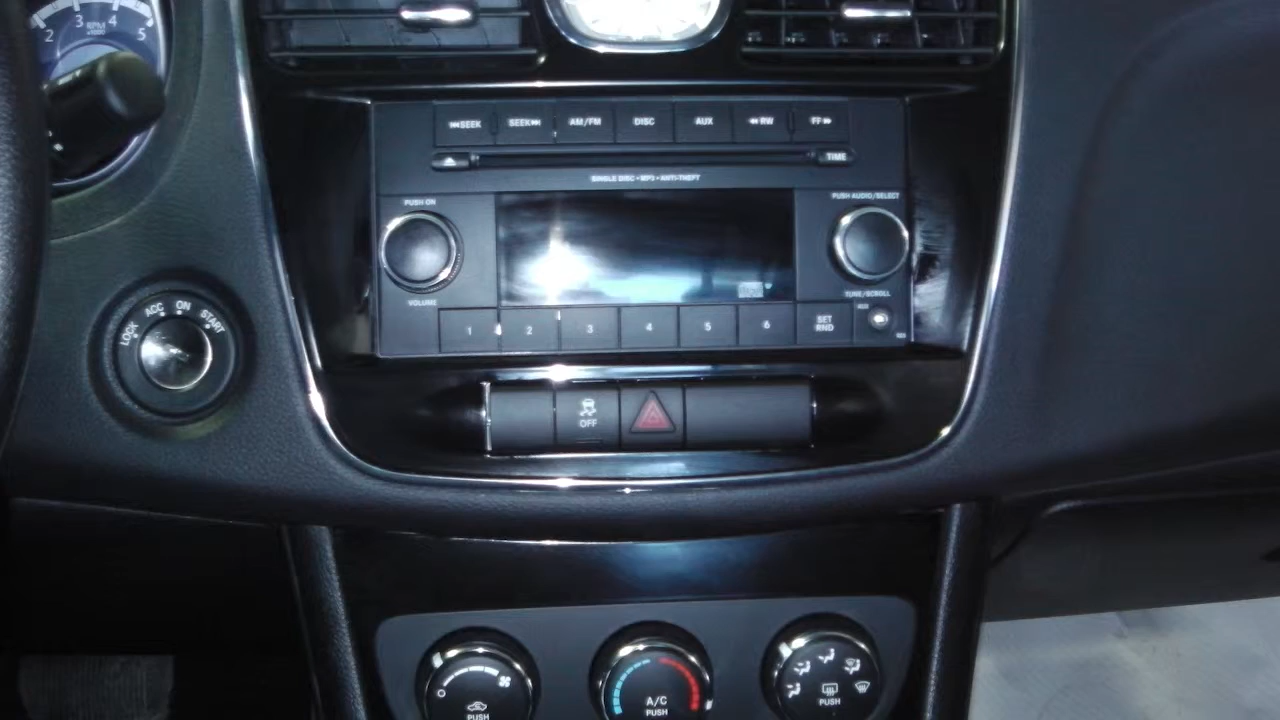 2 3 4 5
RPM
x1000
⏮SEEK SEEK⏭ AM/FM DISC AUX ◀◀RW FF▶▶
TIME
SINGLE DISC • MP3 • ANTI-THEFT
PUSH ON
PUSH AUDIO/SELECT
VOLUME
TUNE/SCROLL
1 2 3 4 5 6 SET
RND
LOCK ACC ON START
OFF
A/C
PUSH PUSH PUSH